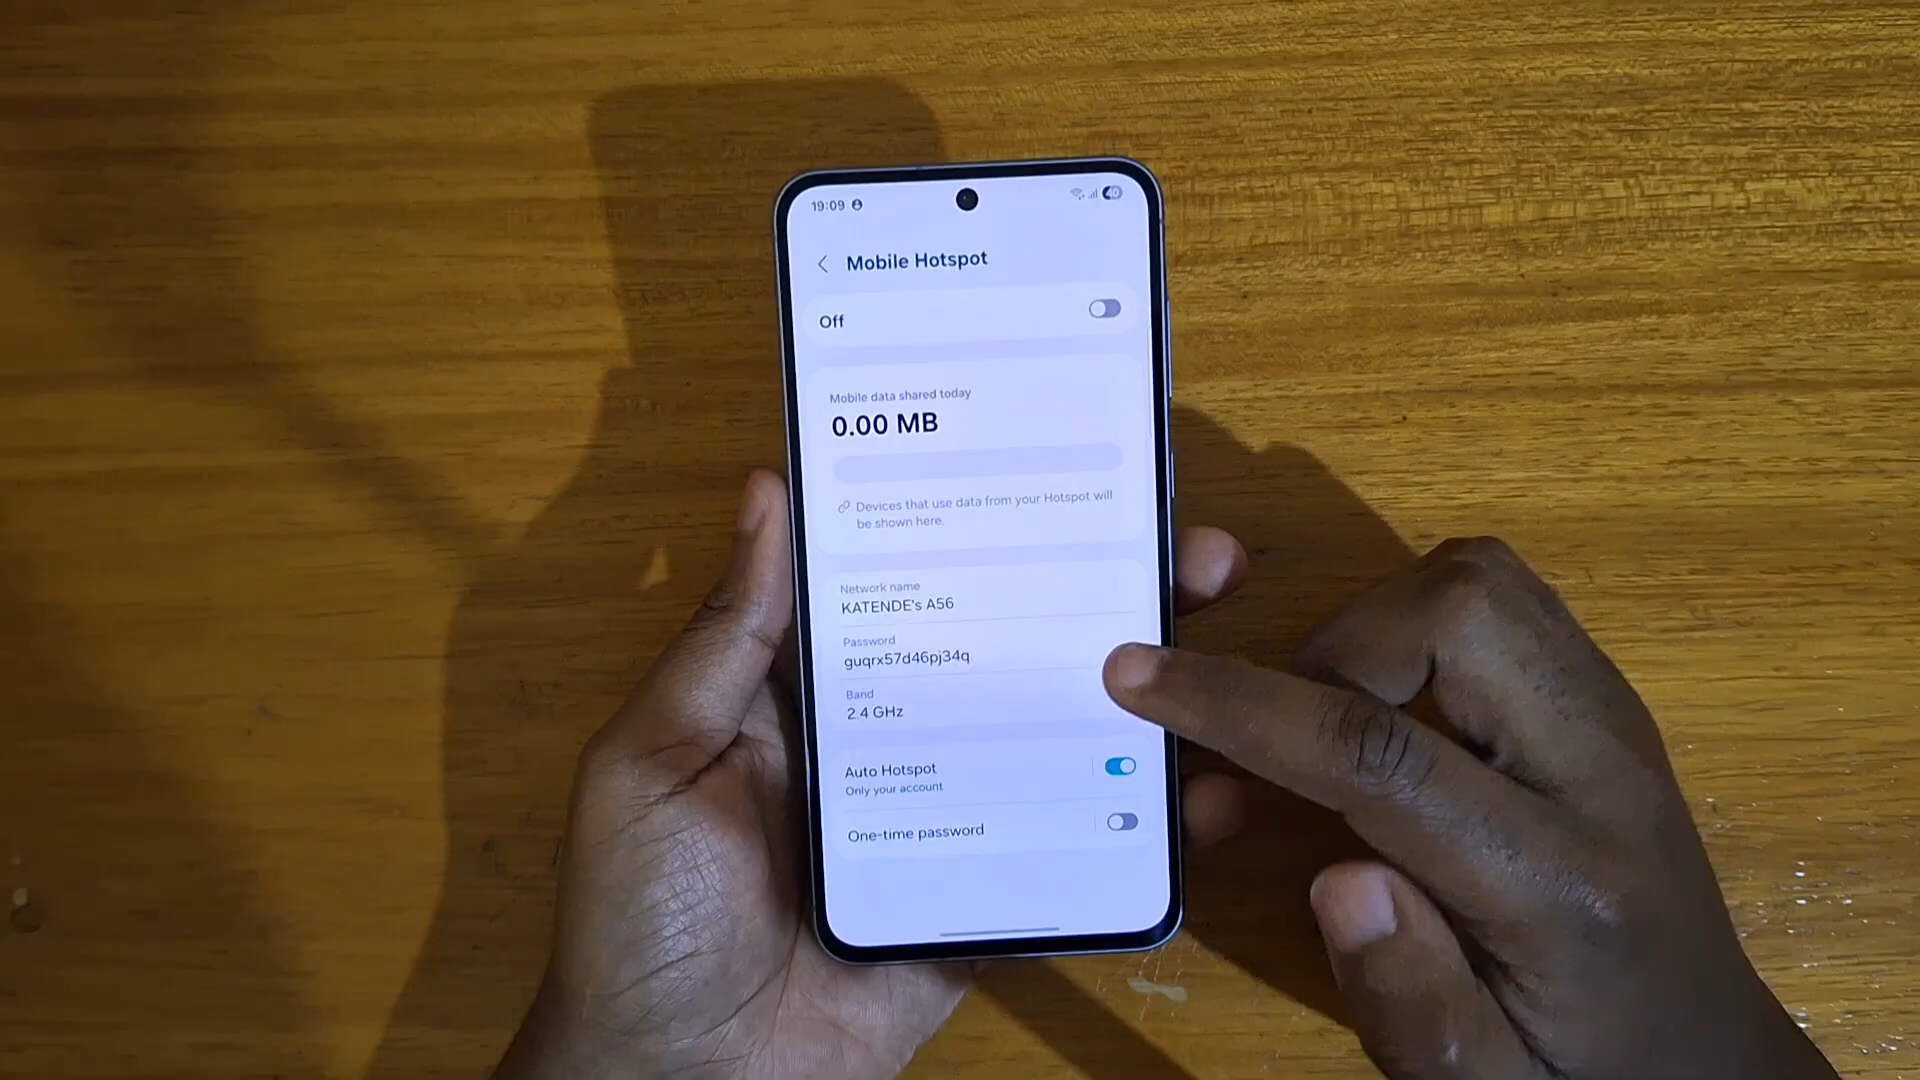 19:09
40
Mobile Hotspot
Off
Mobile data shared today
0.00 MB
Devices that use data from your Hotspot will
be shown here.
Network name
KATENDE's A56
Password
guqrx57d46pj34q
Band
2.4 GHz
Auto Hotspot
Only your account
One-time password